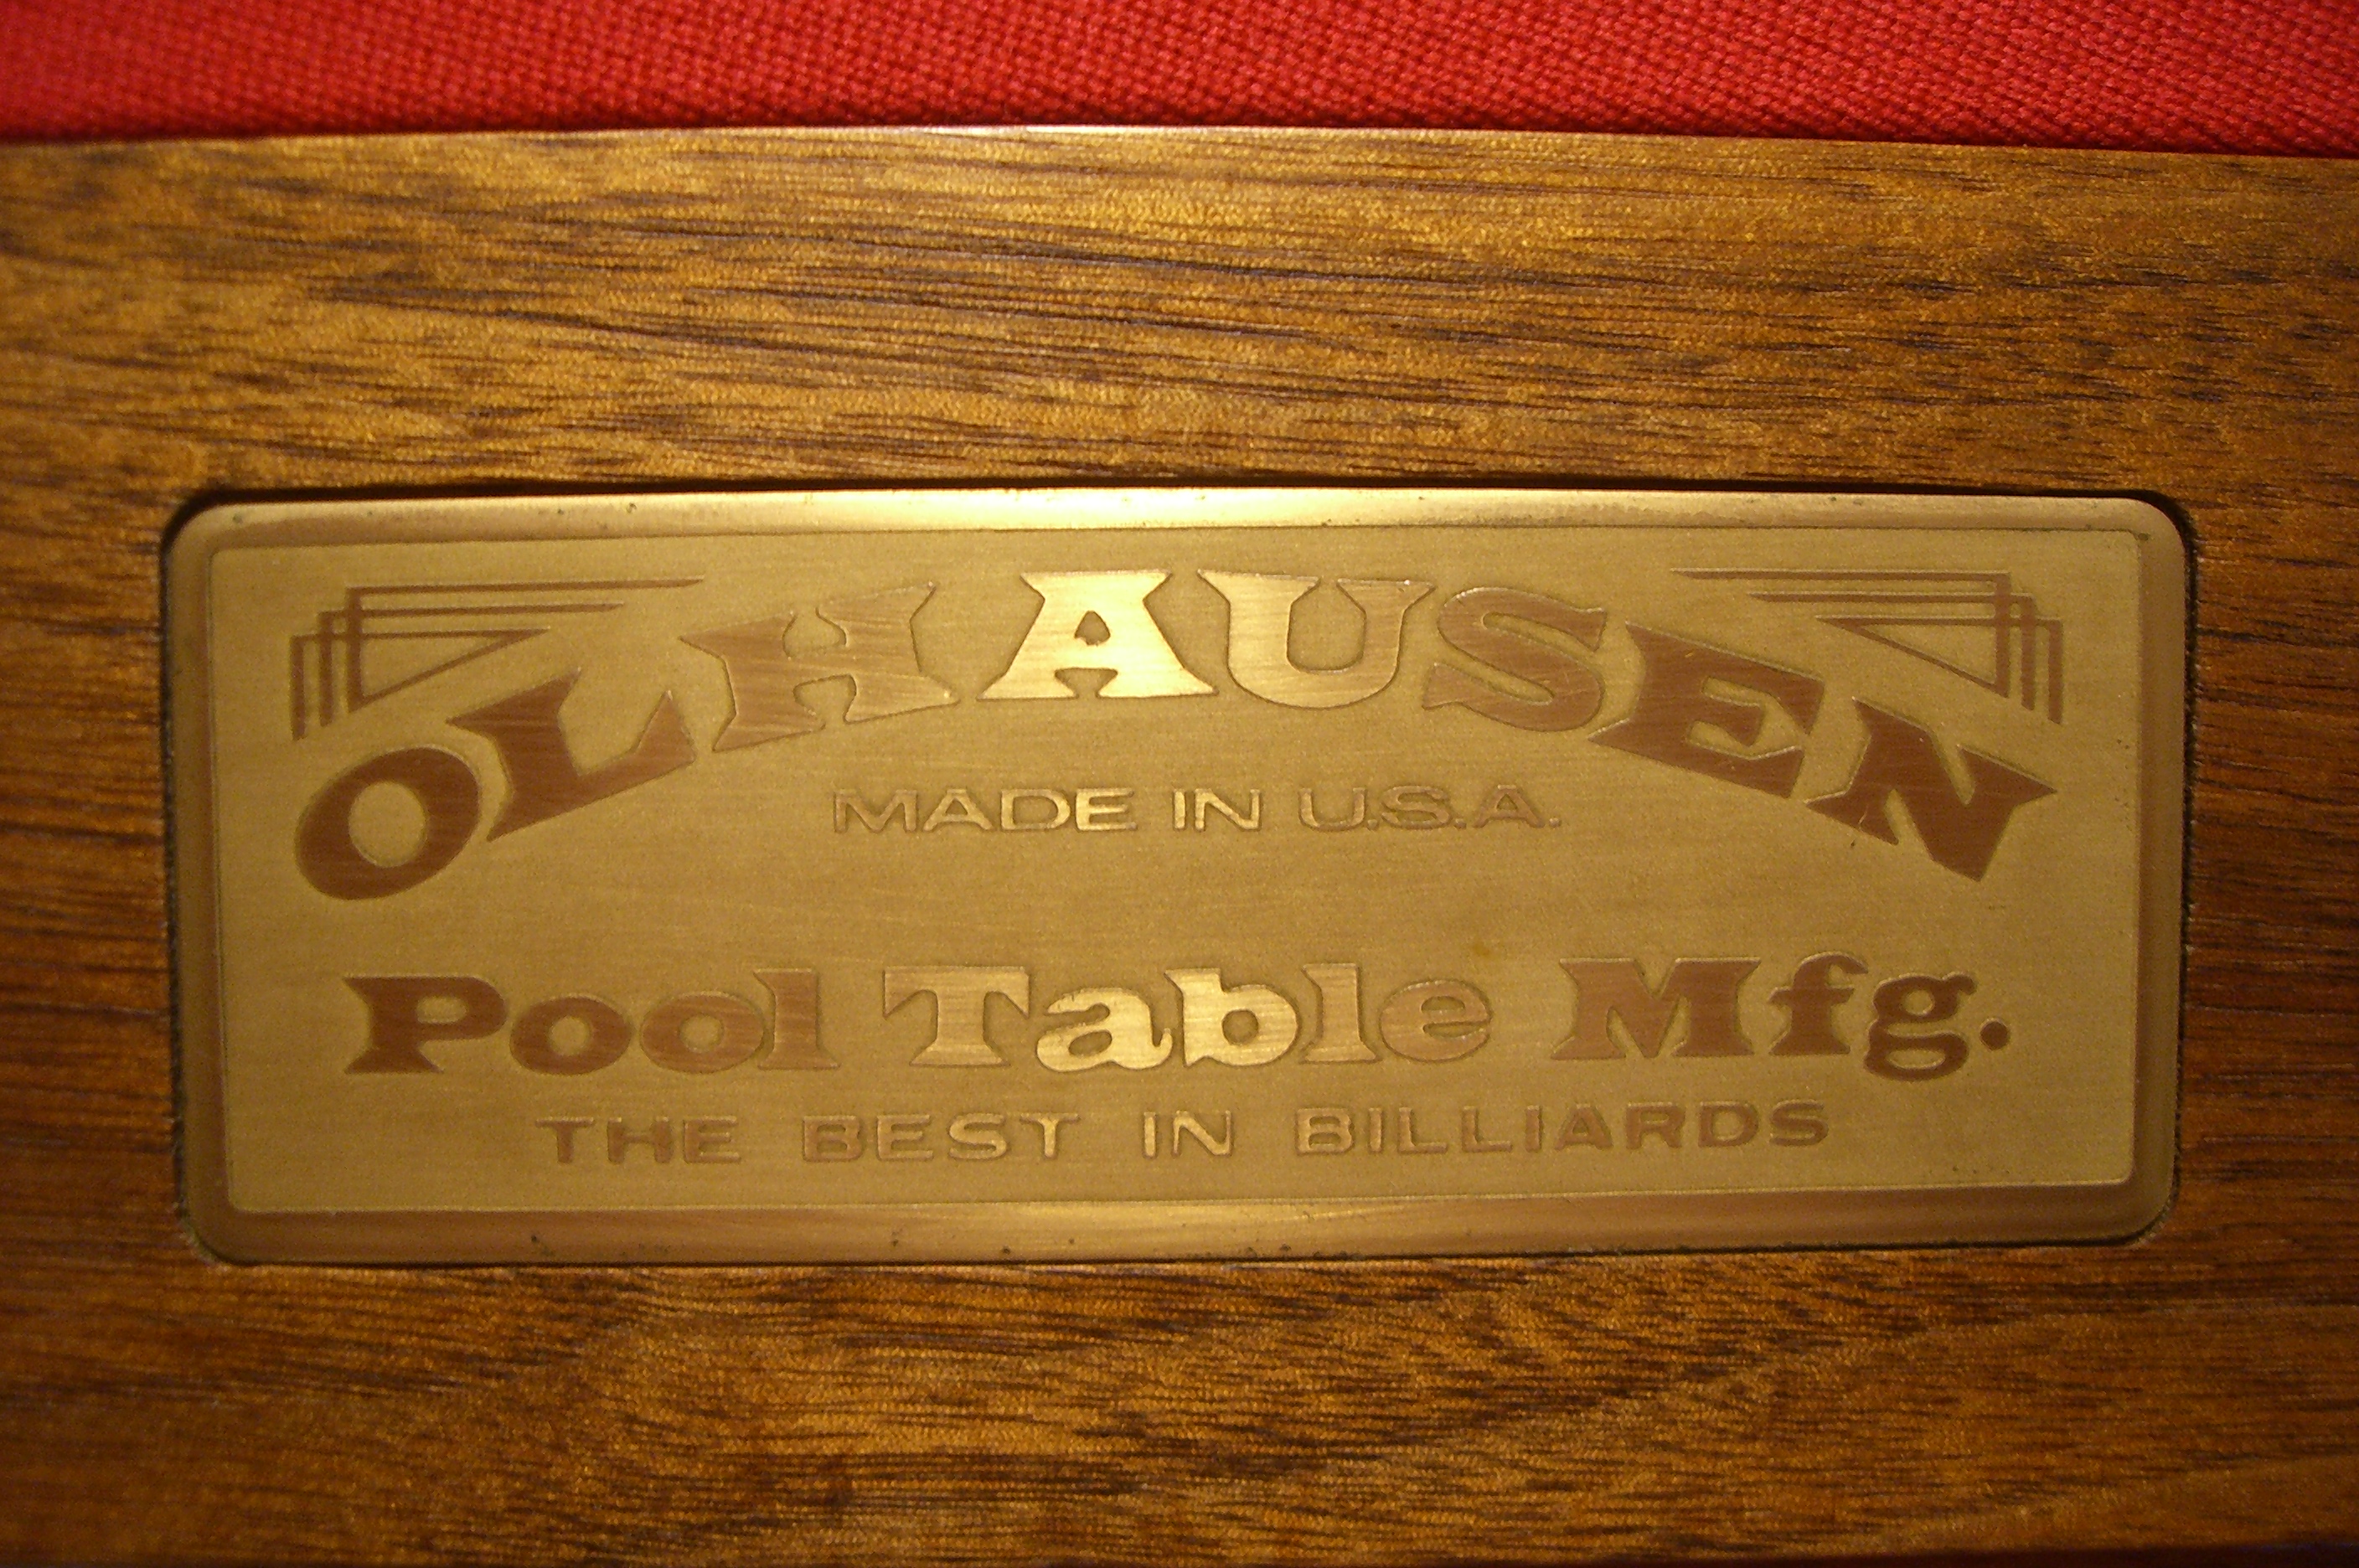 OLHAUSEN
MADE IN U.S.A.
Pool Table Mfg.
THE BEST IN BILLIARDS